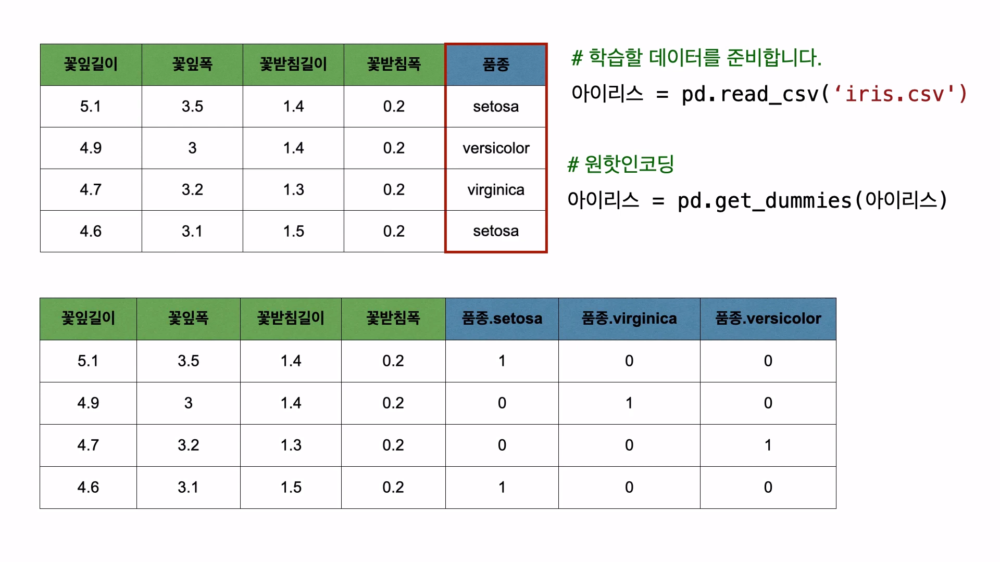 꽃잎길이 꽃잎폭 꽃받침길이 꽃받침폭 품종
5.1 3.5 1.4 0.2 setosa
4.9 3 1.4 0.2 versicolor
4.7 3.2 1.3 0.2 virginica
4.6 3.1 1.5 0.2 setosa
# 학습할 데이터를 준비합니다.
아이리스 = pd.read_csv(‘iris.csv')
# 원핫인코딩
아이리스 = pd.get_dummies(아이리스)
꽃잎길이 꽃잎폭 꽃받침길이 꽃받침폭 품종.setosa 품종.virginica 품종.versicolor
5.1 3.5 1.4 0.2 1 0 0
4.9 3 1.4 0.2 0 1 0
4.7 3.2 1.3 0.2 0 0 1
4.6 3.1 1.5 0.2 1 0 0